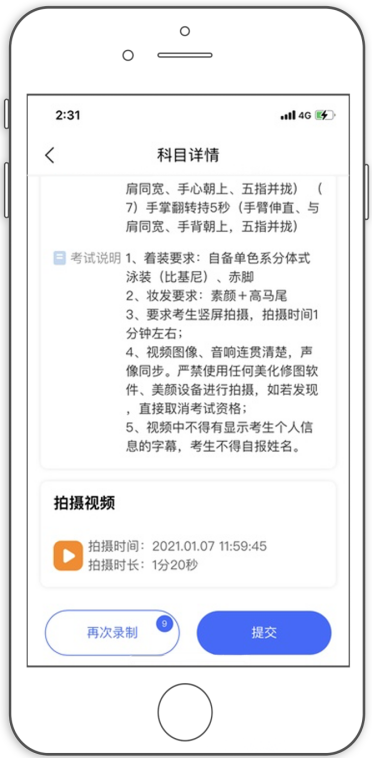 2:31
4G
科目详情
肩同宽、手心朝上、五指并拢） （
7）手掌翻转持5秒（手臂伸直、与
肩同宽、手背朝上，五指并拢）
考试说明 1、着装要求：自备单色系分体式
泳装（比基尼）、赤脚
2、妆发要求：素颜＋高马尾
3、要求考生竖屏拍摄，拍摄时间1
分钟左右；
4、视频图像、音响连贯清楚，声
像同步。严禁使用任何美化修图软
件、美颜设备进行拍摄，如若发现
，直接取消考试资格；
5、视频中不得有显示考生个人信
息的字幕，考生不得自报姓名。
拍摄视频
拍摄时间：2021.01.07 11:59:45
拍摄时长：1分20秒
再次录制 9
提交